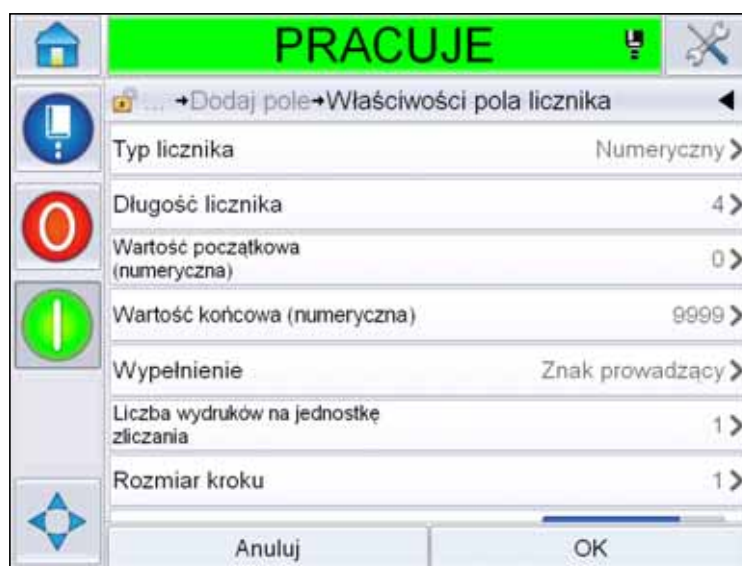 PRACUJE
: ... →Dodaj pole→Właściwości pola licznika
Typ licznika Numeryczny
Długość licznika 4
Wartość początkowa
(numeryczna) 0
Wartość końcowa (numeryczna) 9999
Wypełnienie Znak prowadzący
Liczba wydruków na jednostkę
zliczania 1
Rozmiar kroku 1
Anuluj OK